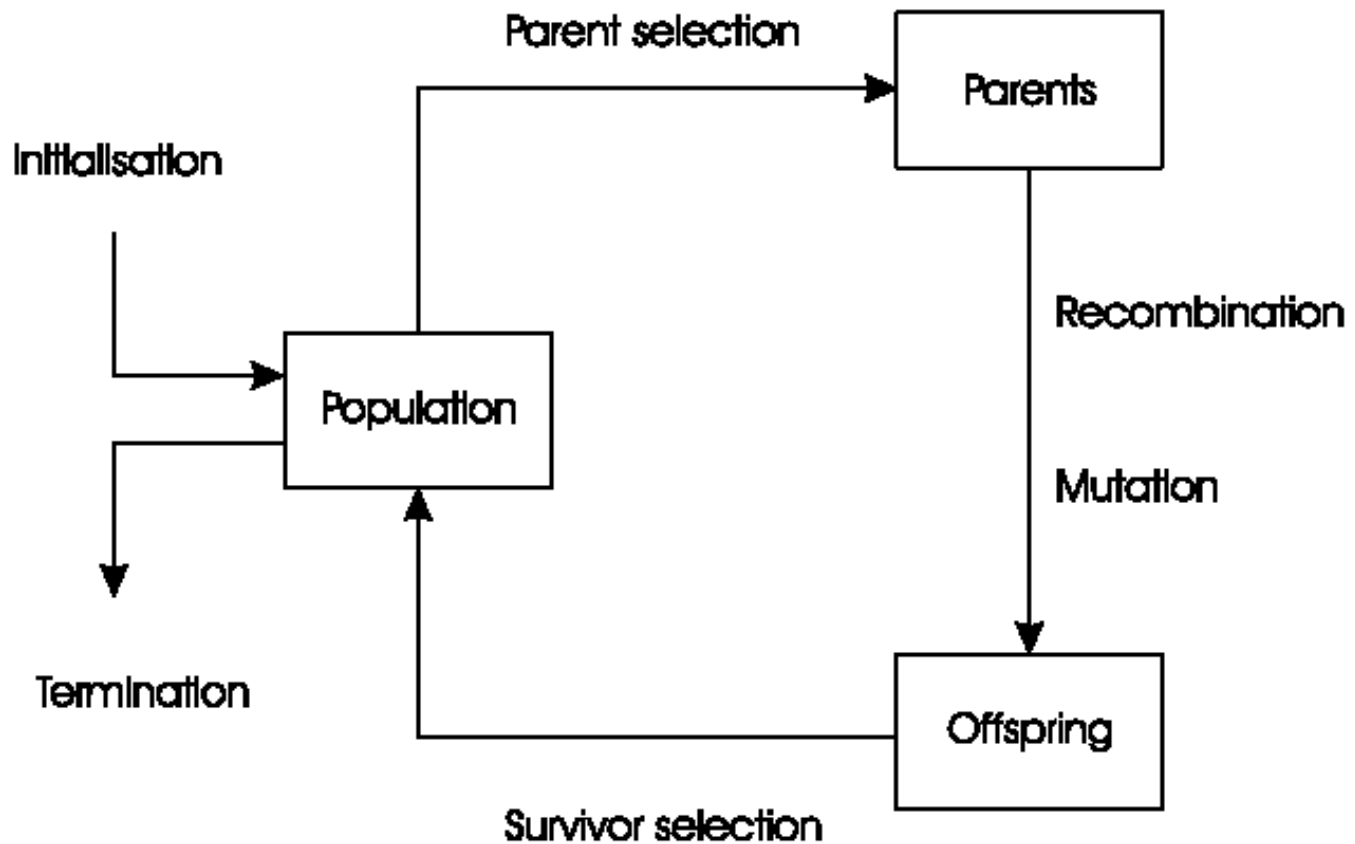 Parent selection
Parents
Initialisation
Recombination
Population
Mutation
Termination
Offspring
Survivor selection